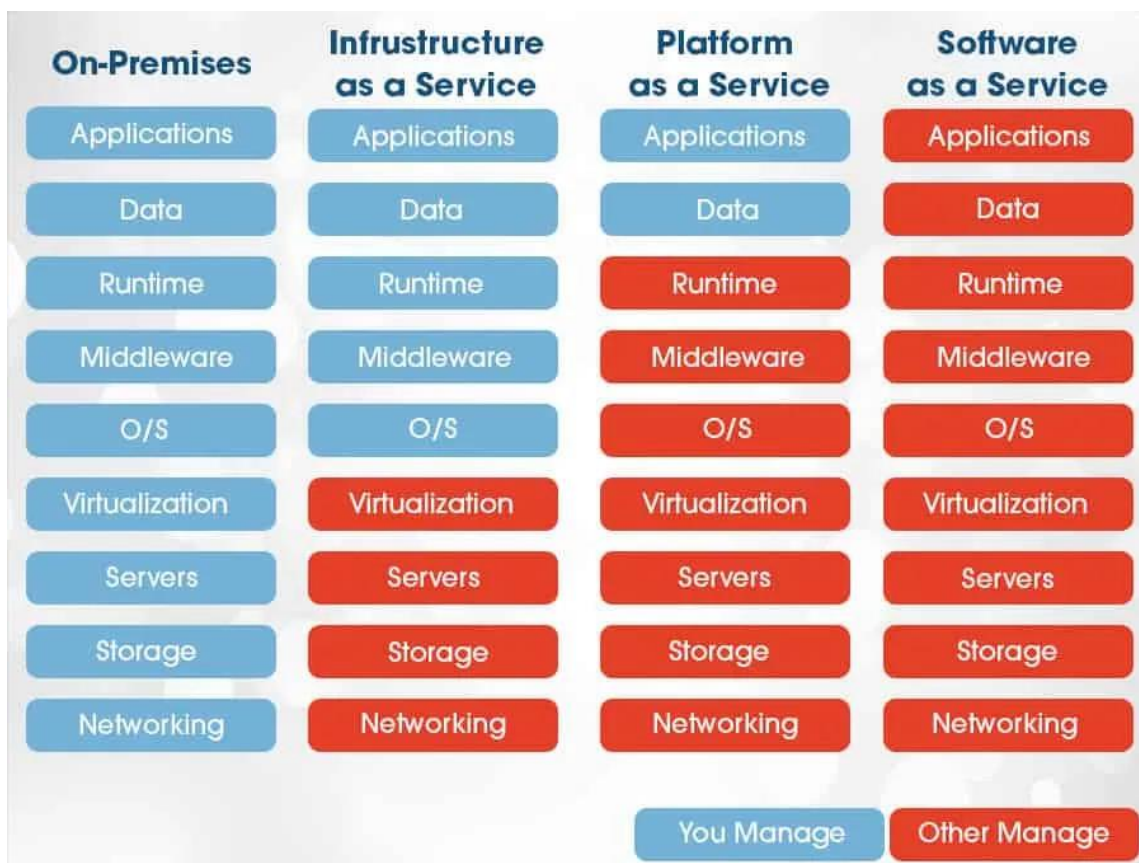 On-Premises
Infrustructure
as a Service
Platform
as a Service
Software
as a Service
Applications
Applications
Applications
Applications
Data
Data
Data
Data
Runtime
Runtime
Runtime
Runtime
Middleware
Middleware
Middleware
Middleware
O/S
O/S
O/S
O/S
Virtualization
Virtualization
Virtualization
Virtualization
Servers
Servers
Servers
Servers
Storage
Storage
Storage
Storage
Networking
Networking
Networking
Networking
You Manage
Other Manage